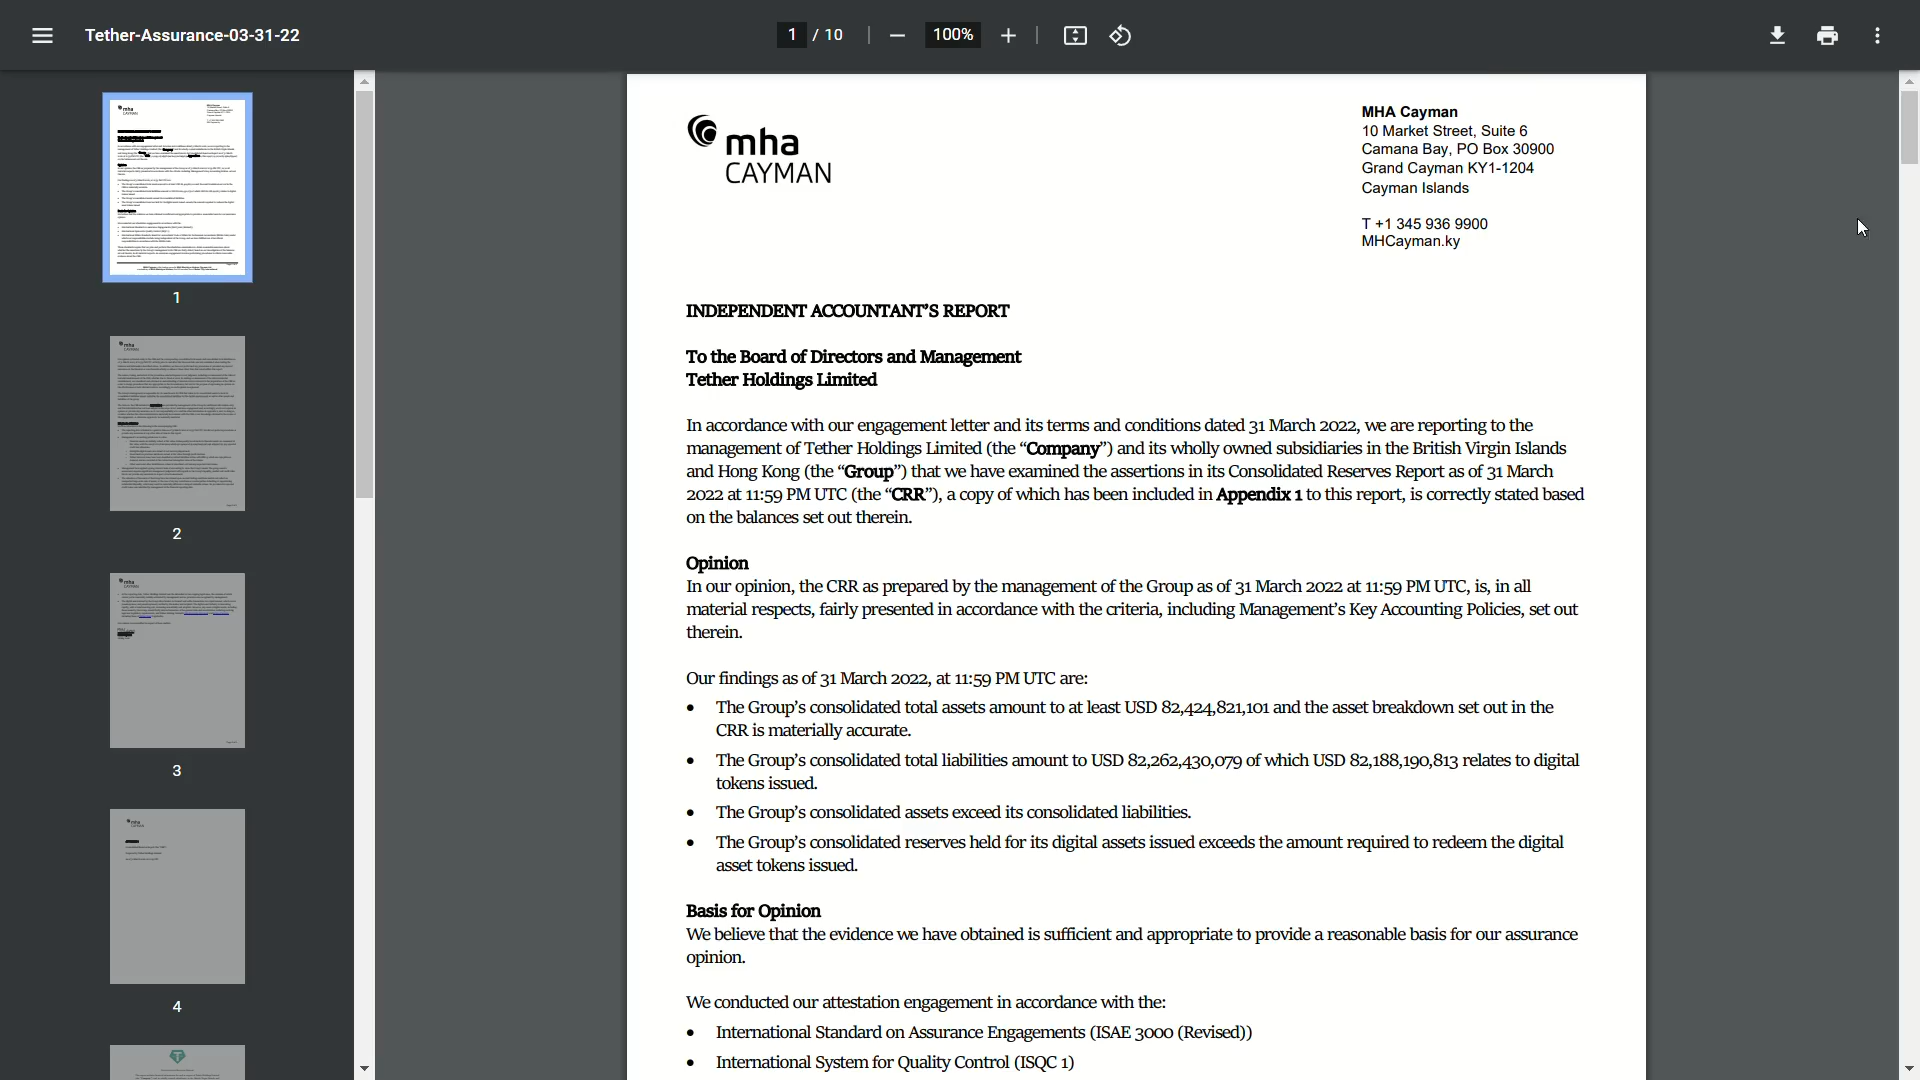 Tether-Assurance-03-31-22
1 / 10
100%
1
2
3
4
mha
CAYMAN
MHA Cayman
10 Market Street, Suite 6
Camana Bay, PO Box 30900
Grand Cayman KY1-1204
Cayman Islands
T +1 345 936 9900
MHCayman.ky
INDEPENDENT ACCOUNTANT'S REPORT
To the Board of Directors and Management
Tether Holdings Limited
In accordance with our engagement letter and its terms and conditions dated 31 March 2022, we are reporting to the
management of Tether Holdings Limited (the “Company”) and its wholly owned subsidiaries in the British Virgin Islands
and Hong Kong (the “Group”) that we have examined the assertions in its Consolidated Reserves Report as of 31 March
2022 at 11:59 PM UTC (the “CRR”), a copy of which has been included in Appendix 1 to this report, is correctly stated based
on the balances set out therein.
Opinion
In our opinion, the CRR as prepared by the management of the Group as of 31 March 2022 at 11:59 PM UTC, is, in all
material respects, fairly presented in accordance with the criteria, including Management's Key Accounting Policies, set out
therein.
Our findings as of 31 March 2022, at 11:59 PM UTC are:
• The Group's consolidated total assets amount to at least USD 82,424,821,101 and the asset breakdown set out in the
CRR is materially accurate.
• The Group's consolidated total liabilities amount to USD 82,262,430,079 of which USD 82,188,190,813 relates to digital
tokens issued.
• The Group's consolidated assets exceed its consolidated liabilities.
• The Group's consolidated reserves held for its digital assets issued exceeds the amount required to redeem the digital
asset tokens issued.
Basis for Opinion
We believe that the evidence we have obtained is sufficient and appropriate to provide a reasonable basis for our assurance
opinion.
We conducted our attestation engagement in accordance with the:
• International Standard on Assurance Engagements (ISAE 3000 (Revised))
• International System for Quality Control (ISQC 1)